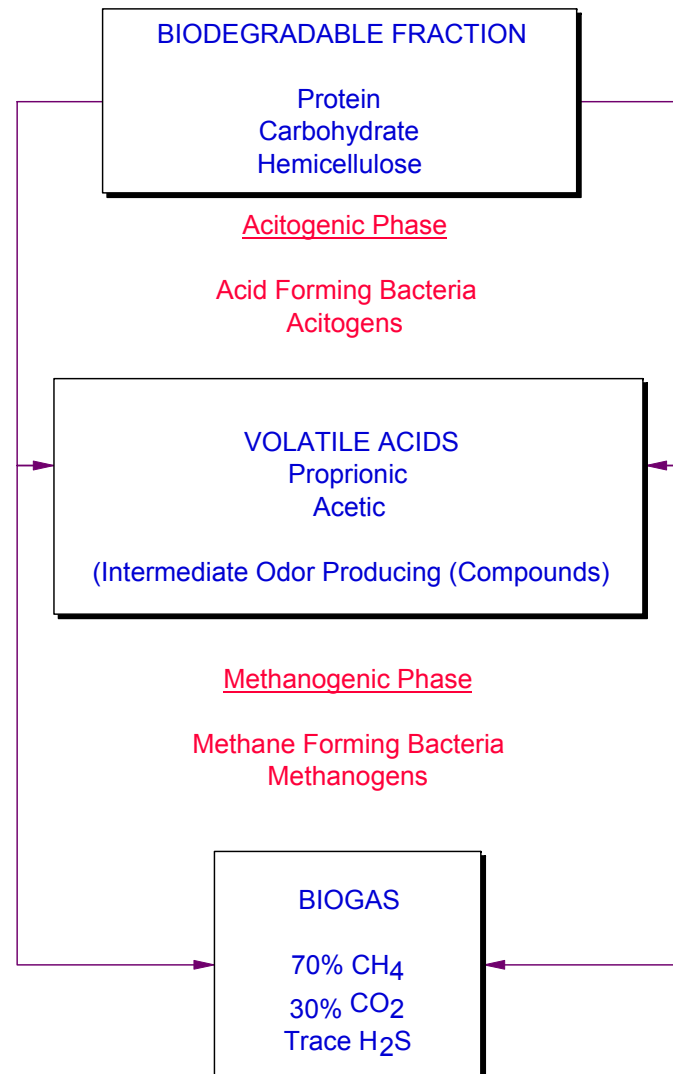 BIODEGRADABLE FRACTION
Protein
Carbohydrate
Hemicellulose
Acitogenic Phase
Acid Forming Bacteria
Acitogens
VOLATILE ACIDS
Proprionic
Acetic
(Intermediate Odor Producing (Compounds)
Methanogenic Phase
Methane Forming Bacteria
Methanogens
BIOGAS
70% CH4
30% CO2
Trace H2S